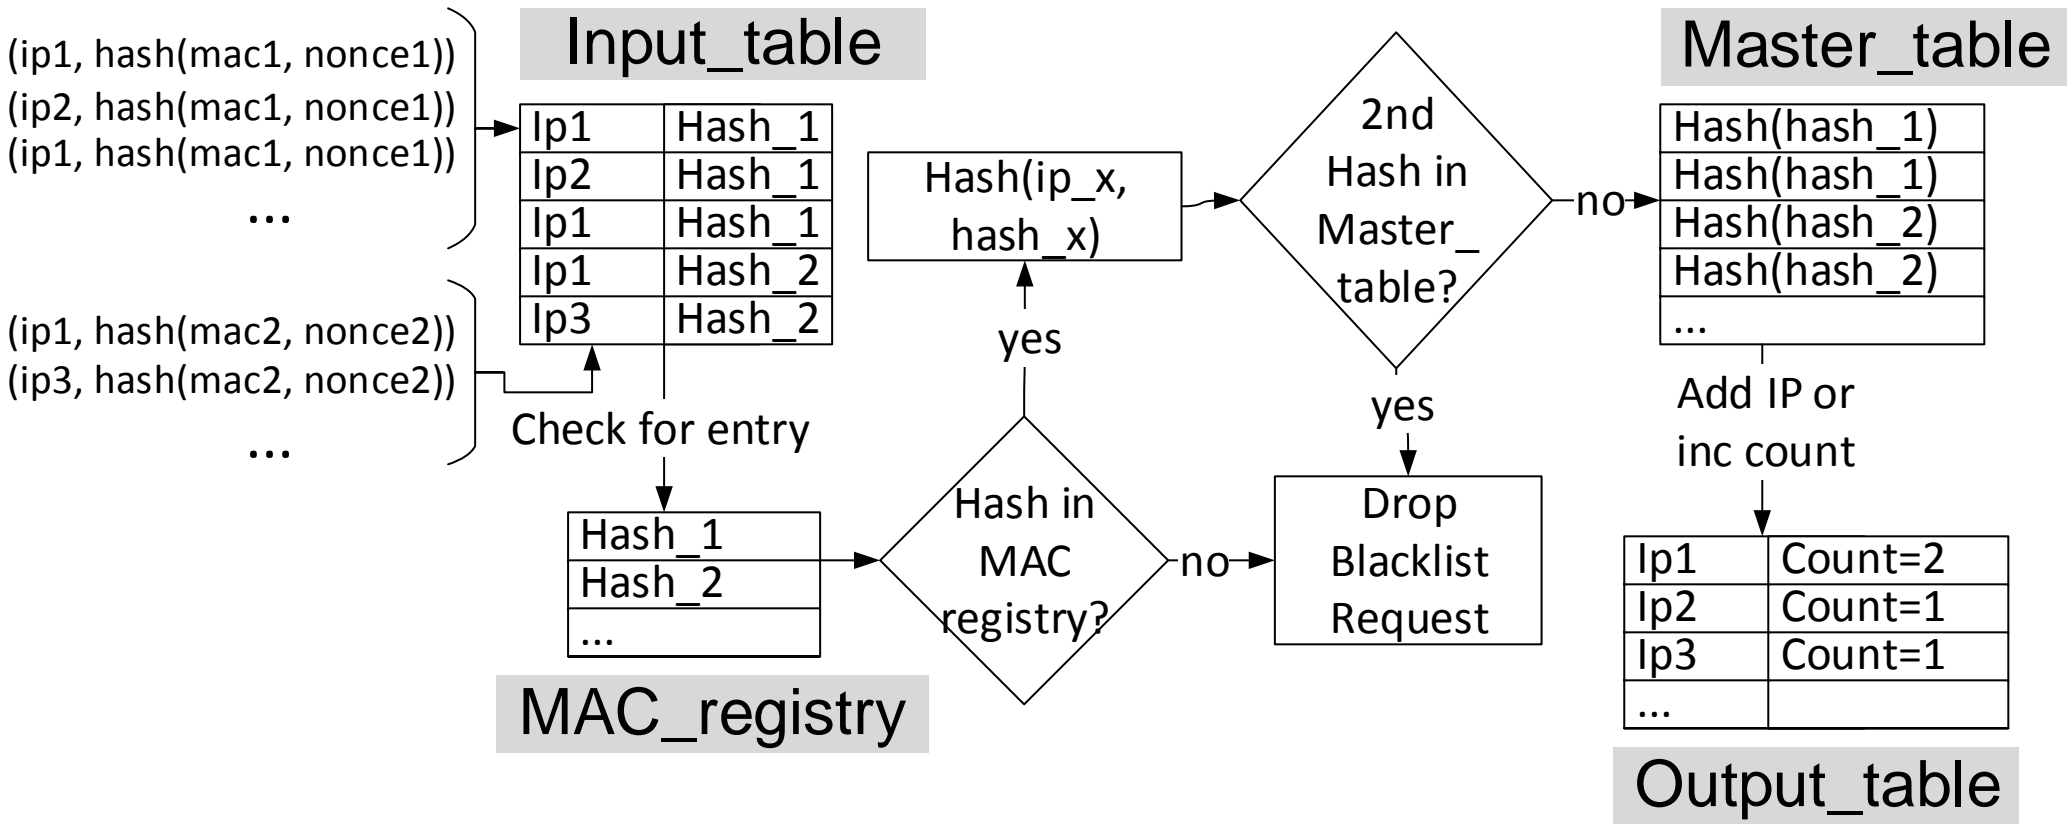 (ip1, hash(mac1, nonce1))
(ip2, hash(mac1, nonce1))
(ip1, hash(mac1, nonce1))
...
(ip1, hash(mac2, nonce2))
(ip3, hash(mac2, nonce2))
...
Input_table
Ip1 Hash_1
Ip2 Hash_1
Ip1 Hash_1
Ip1 Hash_2
Ip3 Hash_2
Check for entry
Hash_1
Hash_2
...
MAC_registry
Hash in
MAC
registry?
yes
no
Hash(ip_x,
hash_x)
2nd
Hash in
Master_
table?
yes
no
Drop
Blacklist
Request
Master_table
Hash(hash_1)
Hash(hash_1)
Hash(hash_2)
Hash(hash_2)
...
Add IP or
inc count
Ip1 Count=2
Ip2 Count=1
Ip3 Count=1
...
Output_table